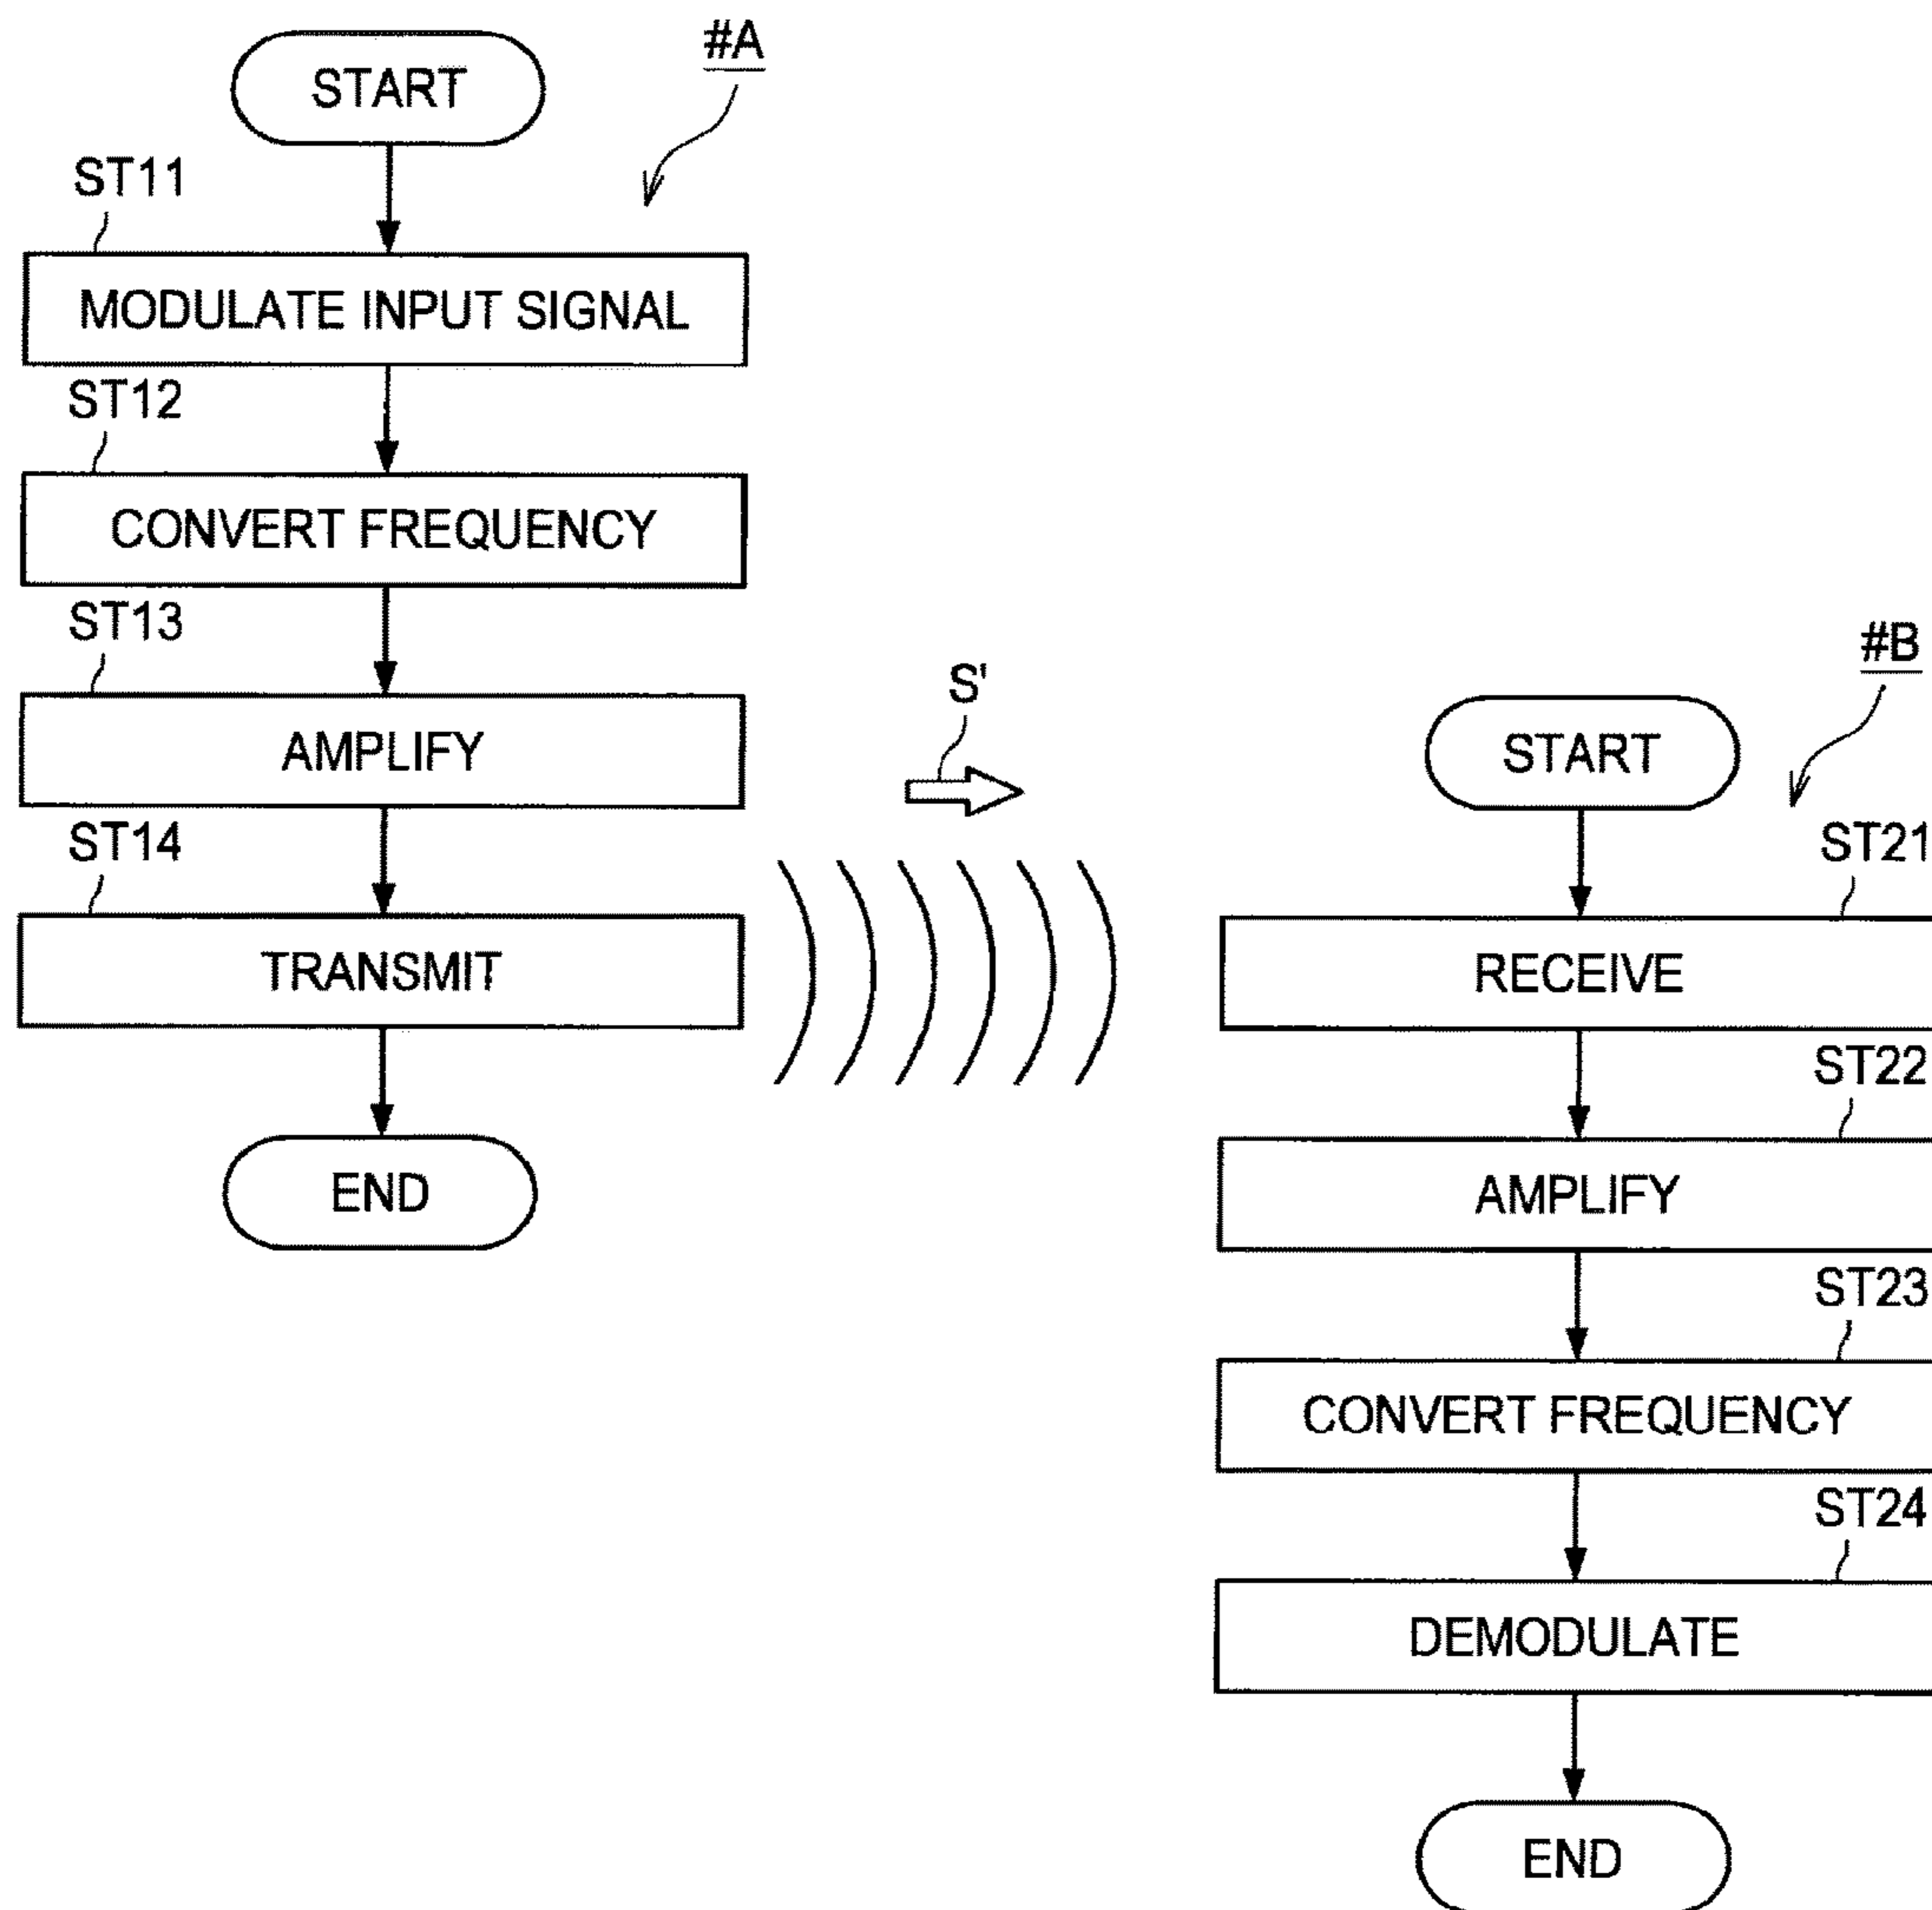 #A
START
ST11
MODULATE INPUT SIGNAL
ST12
CONVERT FREQUENCY
ST13
AMPLIFY
ST14
TRANSMIT
END
S'
#B
START
ST21
RECEIVE
ST22
AMPLIFY
ST23
CONVERT FREQUENCY
ST24
DEMODULATE
END